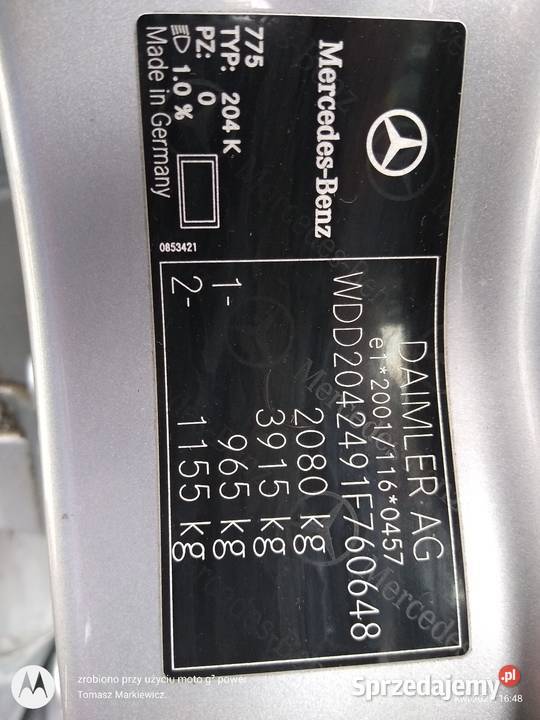 DAIMLER AG
e1*2001/116*0457
WDD2042491F760648
2080 kg
3915 kg
1- 965 kg
2- 1155 kg
Mercedes-Benz
775
TYP: 204 K
PZ: 0
1.0 %
Made in Germany
0853421
zrobiono przy użyciu moto g⁹ power
Tomasz Markiewicz.
Sprzedajemy.pl
16:48